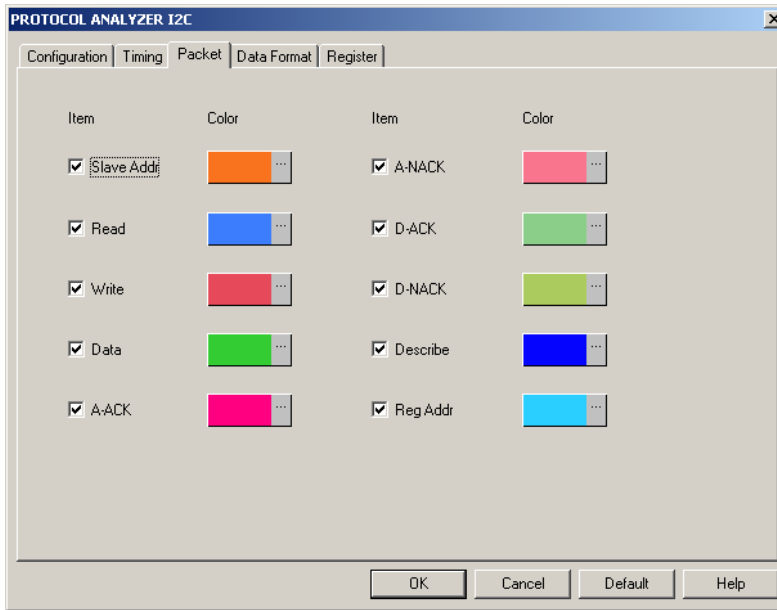 PROTOCOL ANALYZER I2C
Configuration Timing Packet Data Format Register
Item Color Item Color
Slave Addr ... A-NACK ...
Read ... D-ACK ...
Write ... D-NACK ...
Data ... Describe ...
A-ACK ... Reg Addr ...
OK Cancel Default Help